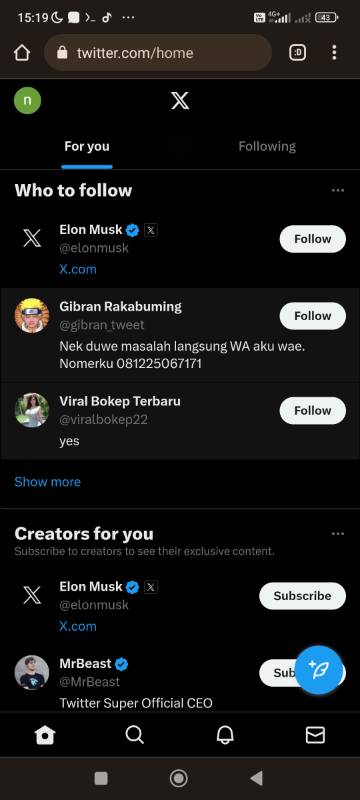 15:19
4G+
43
twitter.com/home
:D
n
For you
Following
Who to follow
Elon Musk
Follow
@elonmusk
X.com
Gibran Rakabuming
Follow
@gibran_tweet
Nek duwe masalah langsung WA aku wae.
Nomerku 081225067171
Viral Bokep Terbaru
Follow
@viralbokep22
yes
Show more
Creators for you
Subscribe to creators to see their exclusive content.
Elon Musk
Subscribe
@elonmusk
X.com
MrBeast
Sub
@MrBeast
Twitter Super Official CEO